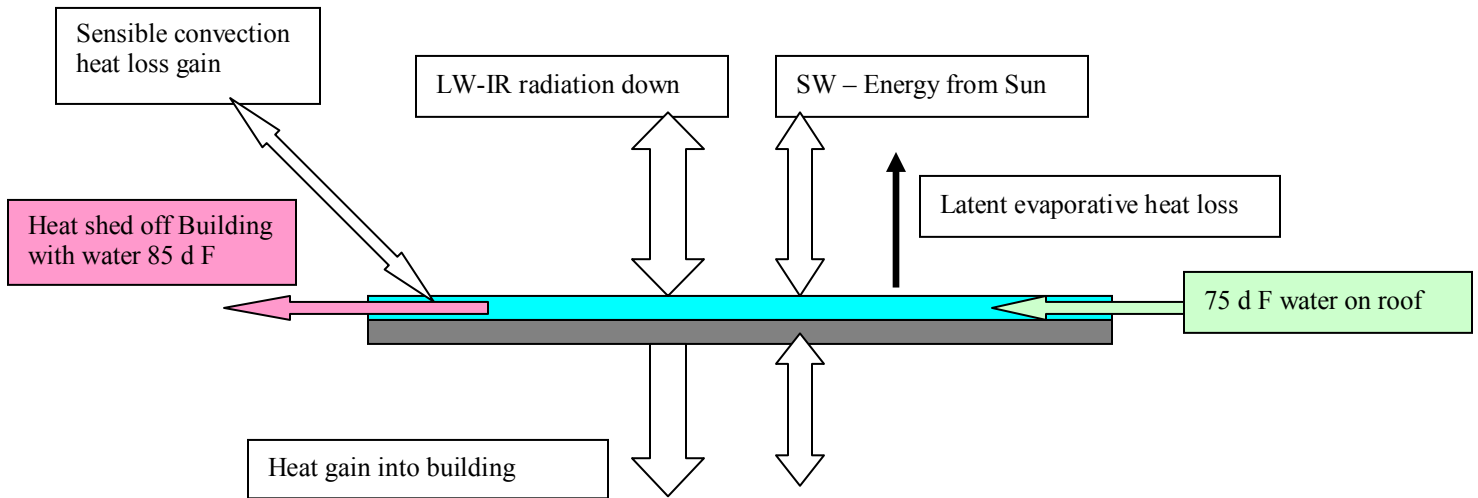 Sensible convection
heat loss gain
LW-IR radiation down
SW – Energy from Sun
Latent evaporative heat loss
Heat shed off Building
with water 85 d F
75 d F water on roof
Heat gain into building